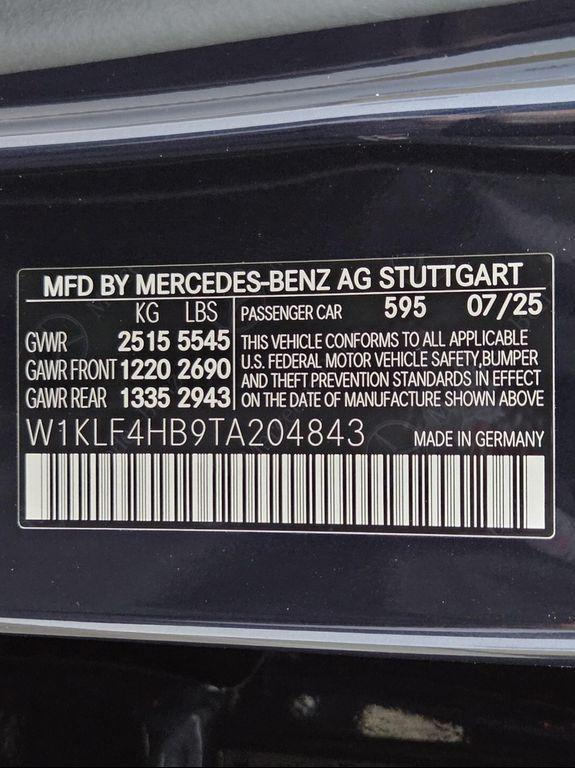 MFD BY MERCEDES-BENZ AG STUTTGART
KG LBS PASSENGER CAR 595 07/25
GVWR 2515 5545 THIS VEHICLE CONFORMS TO ALL APPLICABLE
GAWR FRONT 1220 2690 U.S. FEDERAL MOTOR VEHICLE SAFETY,BUMPER
GAWR REAR 1335 2943 AND THEFT PREVENTION STANDARDS IN EFFECT
ON THE DATE OF MANUFACTURE SHOWN ABOVE
W1KLF4HB9TA204843 MADE IN GERMANY